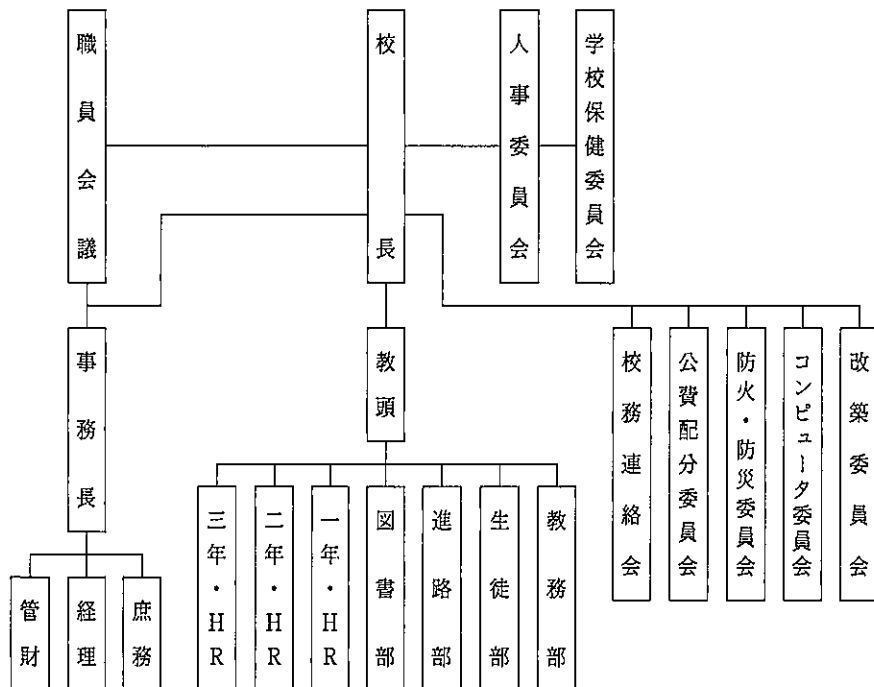 学校保健委員会
人事委員会
校長
職員会議
改築委員会
コンピュータ委員会
防火・防災委員会
公費配分委員会
校務連絡会
教頭
事務長
教務部
生徒部
進路部
図書部
一年・HR
二年・HR
三年・HR
庶務
経理
管財